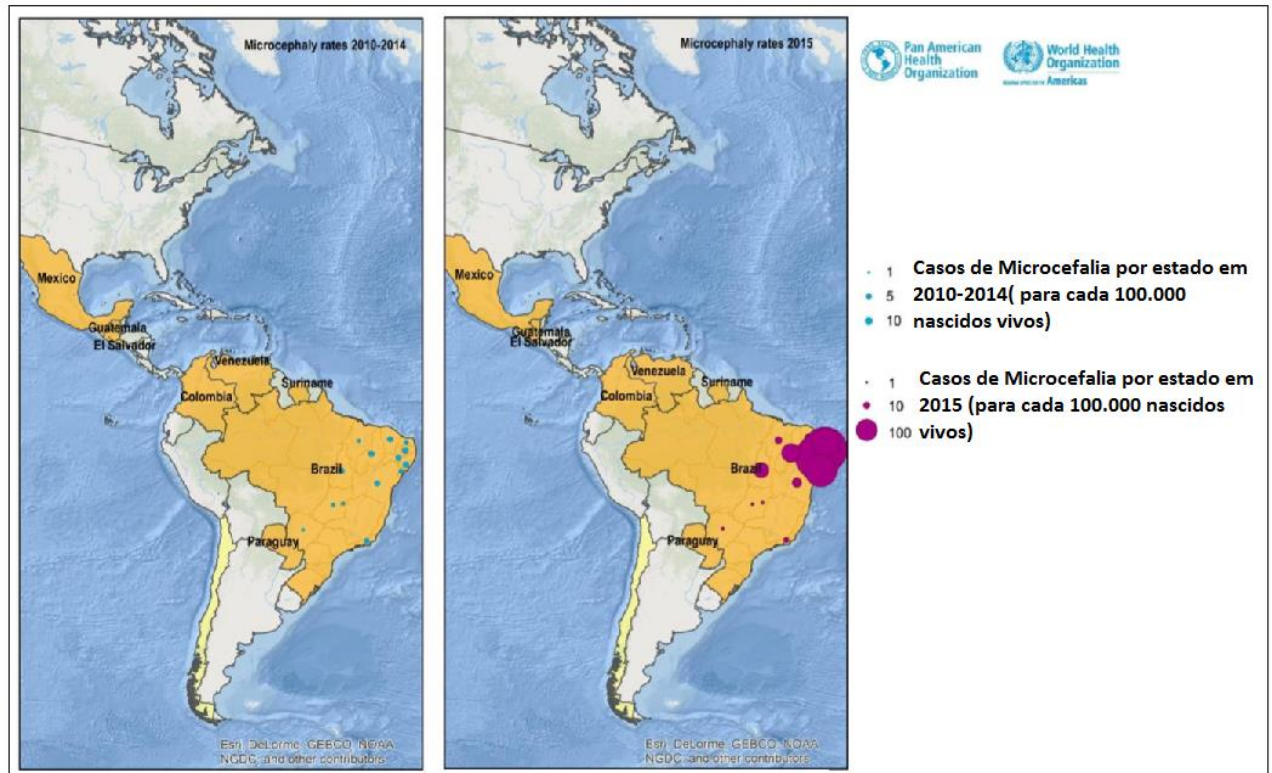 Microcephaly rates 2010-2014
Mexico
Guatemala
El Salvador
Venezuela
Suriname
Colombia
Brazil
Paraguay
Esri, DeLorme, GEBCO, NOAA
NGDC, and other contributors
Microcephaly rates 2015
Mexico
Guatemala
El Salvador
Venezuela
Suriname
Colombia
Brazil
Paraguay
Esri, DeLorme, GEBCO, NOAA
NGDC, and other contributors
Pan American
Health
Organization
World Health
Organization
Americas
1 Casos de Microcefalia por estado em
5 2010-2014( para cada 100.000
10 nascidos vivos)
1 Casos de Microcefalia por estado em
10 2015 (para cada 100.000 nascidos
100 vivos)